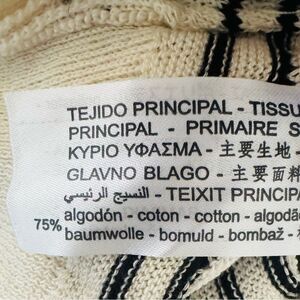 TEJIDO PRINCIPAL - TISSU
PRINCIPAL - PRIMAIRE S
ΚΥΡΙΟ ΥΦΑΣΜΑ - 主要生地 -
GLAVNO BLAGO - 主要面料
النسيج الرئيسي - TEIXIT PRINCIPA
algodón - coton - cotton - algodã
75% baumwolle - bomuld - bombaž -